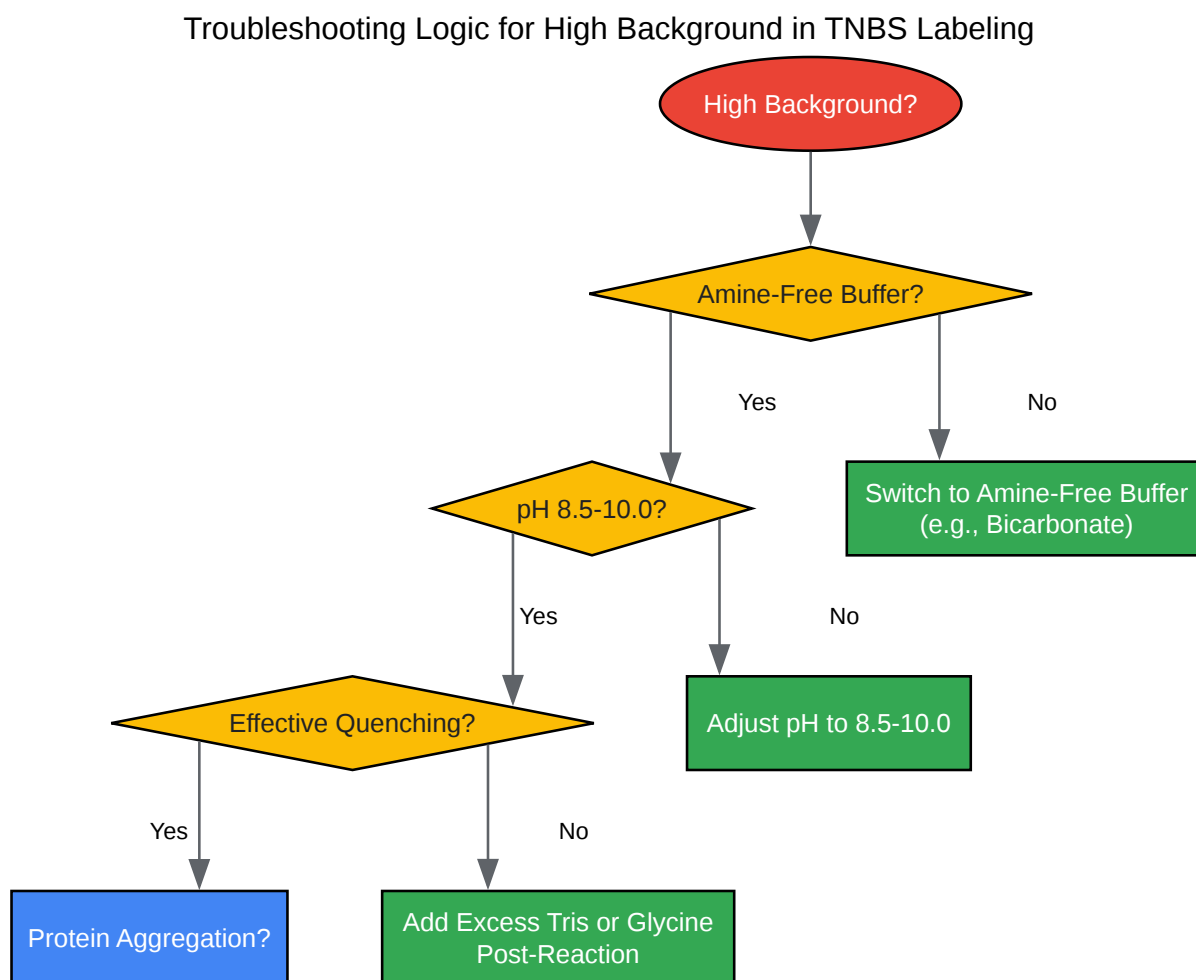 Troubleshooting Logic for High Background in TNBS Labeling
High Background?
Amine-Free Buffer?
Yes
No
Switch to Amine-Free Buffer
(e.g., Bicarbonate)
pH 8.5-10.0?
Yes
No
Adjust pH to 8.5-10.0
Effective Quenching?
Yes
No
Protein Aggregation?
Add Excess Tris or Glycine
Post-Reaction